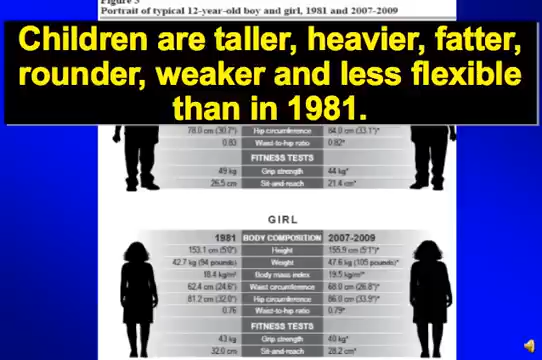 Figure 3
Portrait of typical 12-year-old boy and girl, 1981 and 2007-2009
Children are taller, heavier, fatter,
rounder, weaker and less flexible
than in 1981.
78.0 cm (30.7") Hip circumference 84.0 cm (33.1")*
0.83 Waist-to-hip ratio 0.82*
FITNESS TESTS
49 kg Grip strength 44 kg*
26.5 cm Sit-and-reach 21.4 cm*
GIRL
1981 BODY COMPOSITION 2007-2009
153.1 cm (5'0") Height 155.9 cm (5'1")*
42.7 kg (94 pounds) Weight 47.6 kg (105 pounds)*
18.4 kg/m² Body mass index 19.5 kg/m²*
62.4 cm (24.6") Waist circumference 68.0 cm (26.8")*
81.2 cm (32.0") Hip circumference 86.0 cm (33.9")*
0.76 Waist-to-hip ratio 0.79*
FITNESS TESTS
43 kg Grip strength 40 kg*
32.0 cm Sit-and-reach 28.2 cm*